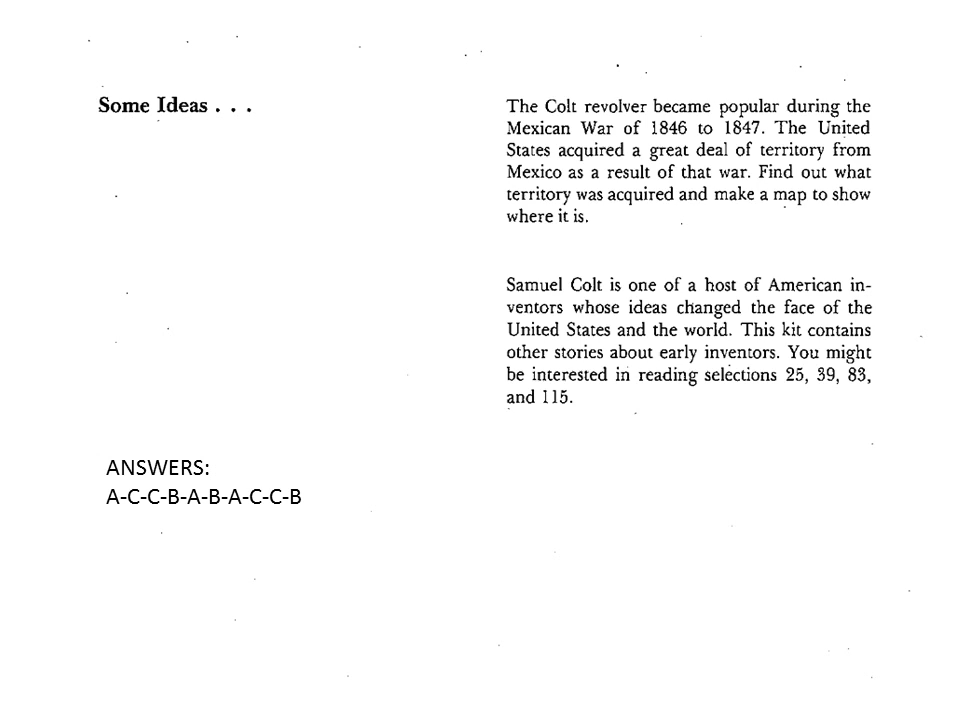 Some Ideas . . .
The Colt revolver became popular during the
Mexican War of 1846 to 1847. The United
States acquired a great deal of territory from
Mexico as a result of that war. Find out what
territory was acquired and make a map to show
where it is.
Samuel Colt is one of a host of American in-
ventors whose ideas changed the face of the
United States and the world. This kit contains
other stories about early inventors. You might
be interested in reading selections 25, 39, 83,
and 115.
ANSWERS:
A-C-C-B-A-B-A-C-C-B